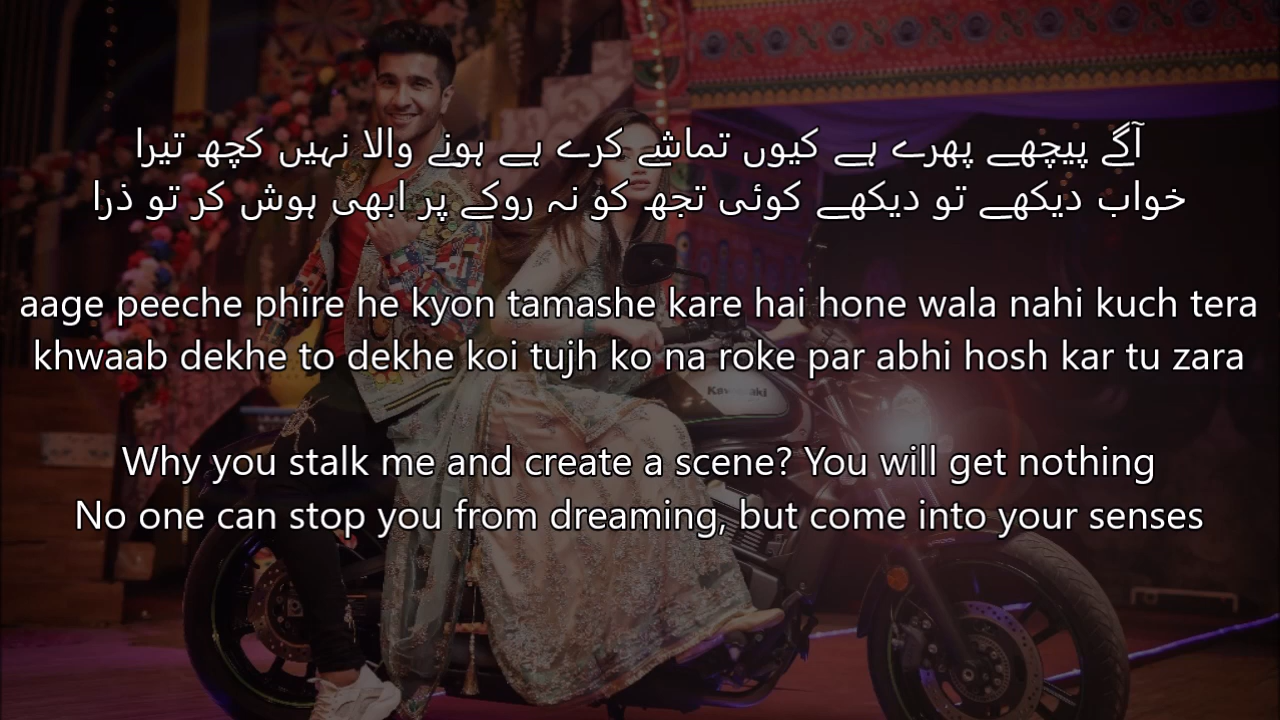 آگے پیچھے پھرے ہے کیوں تماشے کرے ہے ہونے والا نہیں کچھ تیرا
خواب دیکھے تو دیکھے کوئی تجھ کو نہ روکے پر ابھی ہوش کر تو ذرا
aage peeche phire he kyon tamashe kare hai hone wala nahi kuch tera
khwaab dekhe to dekhe koi tujh ko na roke par abhi hosh kar tu zara
Kawasaki
Why you stalk me and create a scene? You will get nothing
No one can stop you from dreaming, but come into your senses